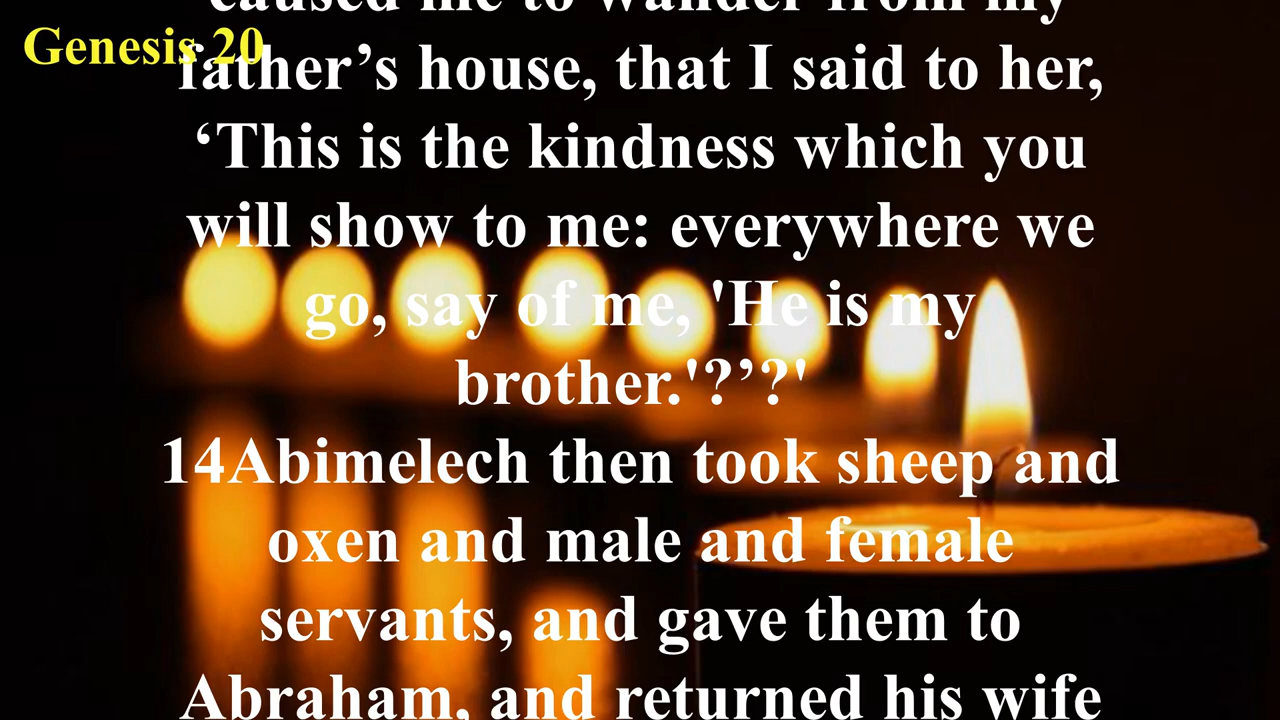 Genesis 20
caused me to wander from my
father’s house, that I said to her,
‘This is the kindness which you
will show to me: everywhere we
go, say of me, 'He is my
brother.'?’?'
14Abimelech then took sheep and
oxen and male and female
servants, and gave them to
Abraham, and returned his wife